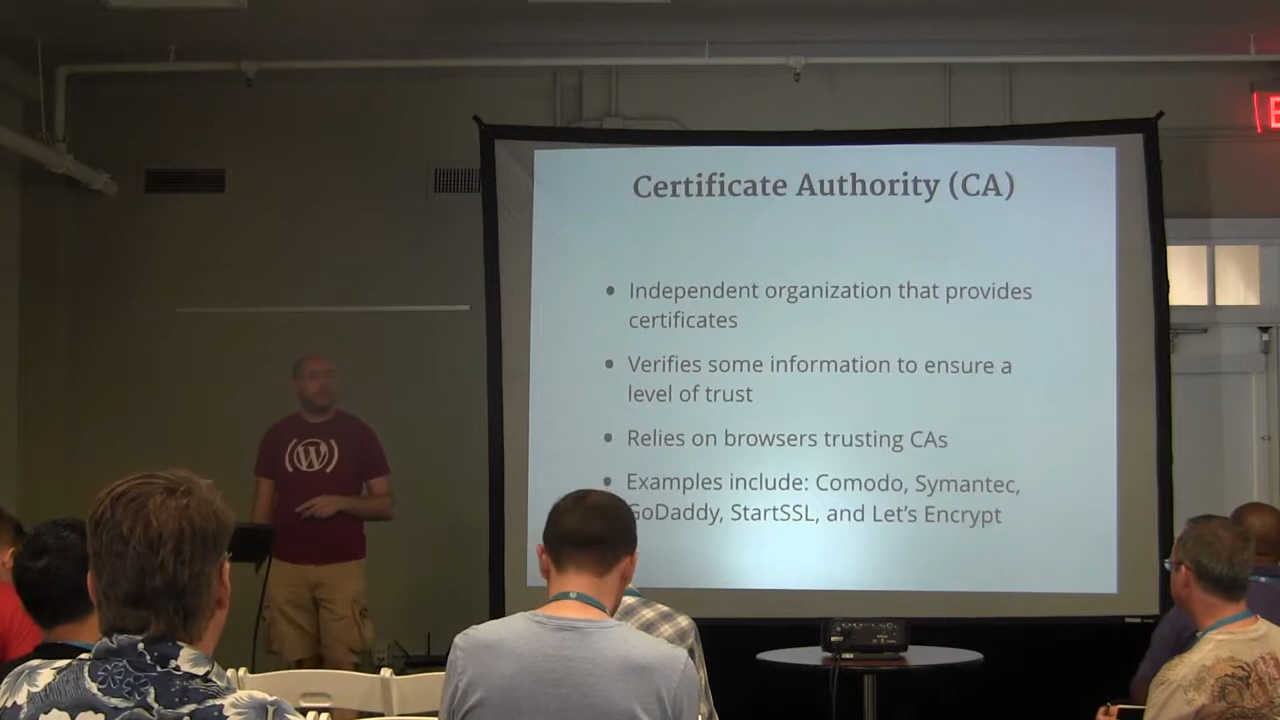 Certificate Authority (CA)
• Independent organization that provides
certificates
• Verifies some information to ensure a
level of trust
• Relies on browsers trusting CAs
• Examples include: Comodo, Symantec,
GoDaddy, StartSSL, and Let's Encrypt
(W)
E